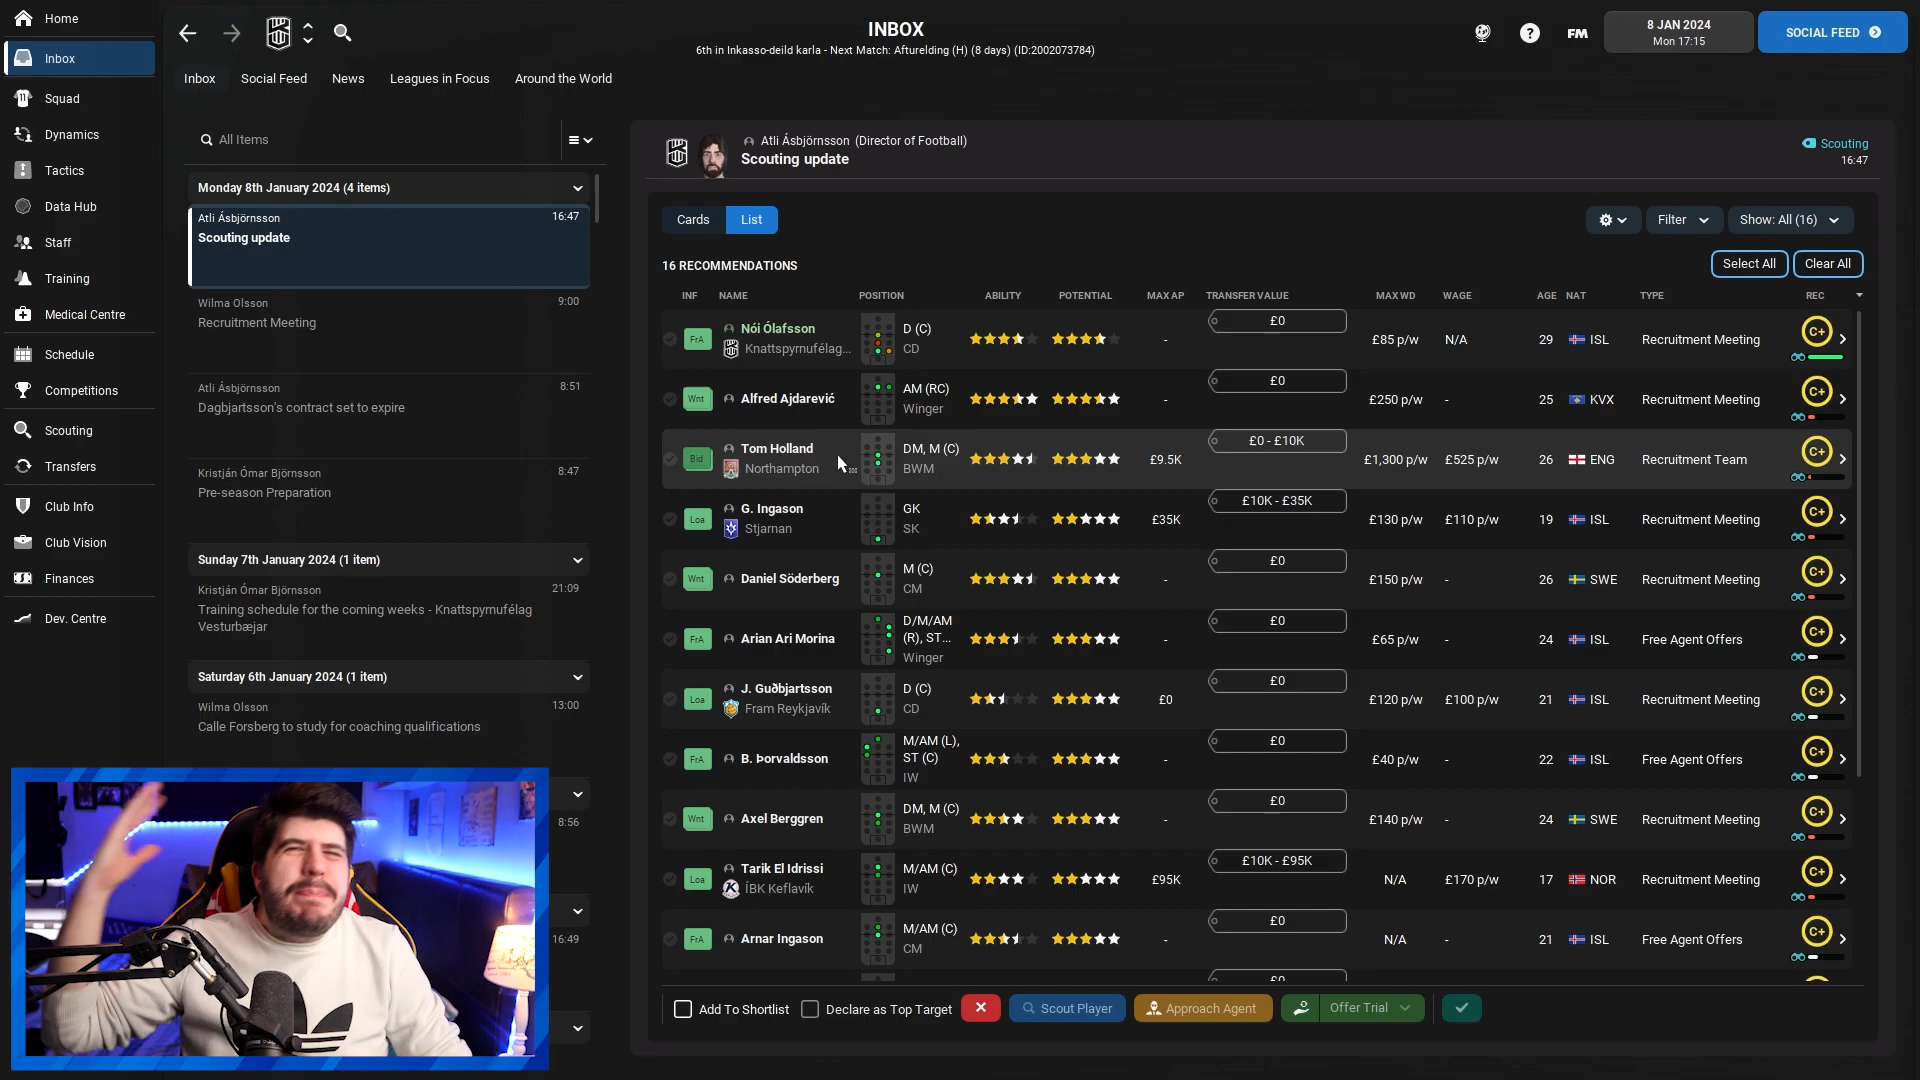 Home
Inbox
Squad
Dynamics
Tactics
Data Hub
Staff
Training
Medical Centre
Schedule
Competitions
Scouting
Transfers
Club Info
Club Vision
Finances
Dev. Centre
INBOX
6th in Inkasso-deild karla - Next Match: Afturelding (H) (8 days) (ID:2002073784)
FM
8 JAN 2024
Mon 17:15
SOCIAL FEED
Inbox Social Feed News Leagues in Focus Around the World
All Items
Monday 8th January 2024 (4 items)
Atli Ásbjörnsson 16:47
Scouting update
Wilma Olsson 9:00
Recruitment Meeting
Atli Ásbjörnsson 8:51
Dagbjartsson's contract set to expire
Kristján Ómar Björnsson 8:47
Pre-season Preparation
Sunday 7th January 2024 (1 item)
Kristján Ómar Björnsson 21:09
Training schedule for the coming weeks - Knattspyrnufélag
Vesturbæjar
Saturday 6th January 2024 (1 item)
Wilma Olsson 13:00
Calle Forsberg to study for coaching qualifications
8:56
16:49
Atli Ásbjörnsson (Director of Football)
Scouting update
Scouting
16:47
Cards List
Filter Show: All (16)
16 RECOMMENDATIONS
Select All Clear All
INF NAME POSITION ABILITY POTENTIAL MAX AP TRANSFER VALUE MAX WD WAGE AGE NAT TYPE REC
FrA Nói Ólafsson Knattspyrnufélag... D (C) CD - £0 £85 p/w N/A 29 ISL Recruitment Meeting C+
Wnt Alfred Ajdarević AM (RC) Winger - £0 £250 p/w - 25 KVX Recruitment Meeting C+
Bid Tom Holland Northampton DM, M (C) BWM £9.5K £0 - £10K £1,300 p/w £525 p/w 26 ENG Recruitment Team C+
Loa G. Ingason Stjarnan GK SK £35K £10K - £35K £130 p/w £110 p/w 19 ISL Recruitment Meeting C+
Wnt Daniel Söderberg M (C) CM - £0 £150 p/w - 26 SWE Recruitment Meeting C+
FrA Arian Ari Morina D/M/AM (R), ST... Winger - £0 £65 p/w - 24 ISL Free Agent Offers C+
Loa J. Guðbjartsson Fram Reykjavík D (C) CD £0 £0 £120 p/w £100 p/w 21 ISL Recruitment Meeting C+
FrA B. Þorvaldsson M/AM (L), ST (C) IW - £0 £40 p/w - 22 ISL Free Agent Offers C+
Wnt Axel Berggren DM, M (C) BWM - £0 £140 p/w - 24 SWE Recruitment Meeting C+
Loa Tarik El Idrissi ÍBK Keflavík M/AM (C) IW £95K £10K - £95K N/A £170 p/w 17 NOR Recruitment Meeting C+
FrA Arnar Ingason M/AM (C) CM - £0 N/A - 21 ISL Free Agent Offers C+
£0
Add To Shortlist Declare as Top Target Scout Player Approach Agent Offer Trial